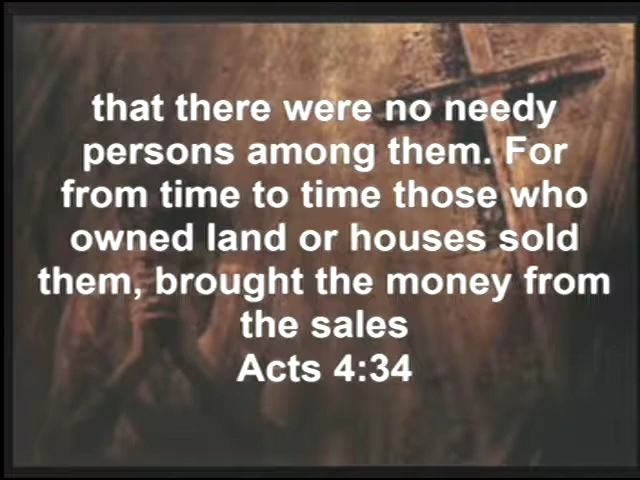 that there were no needy
persons among them. For
from time to time those who
owned land or houses sold
them, brought the money from
the sales
Acts 4:34